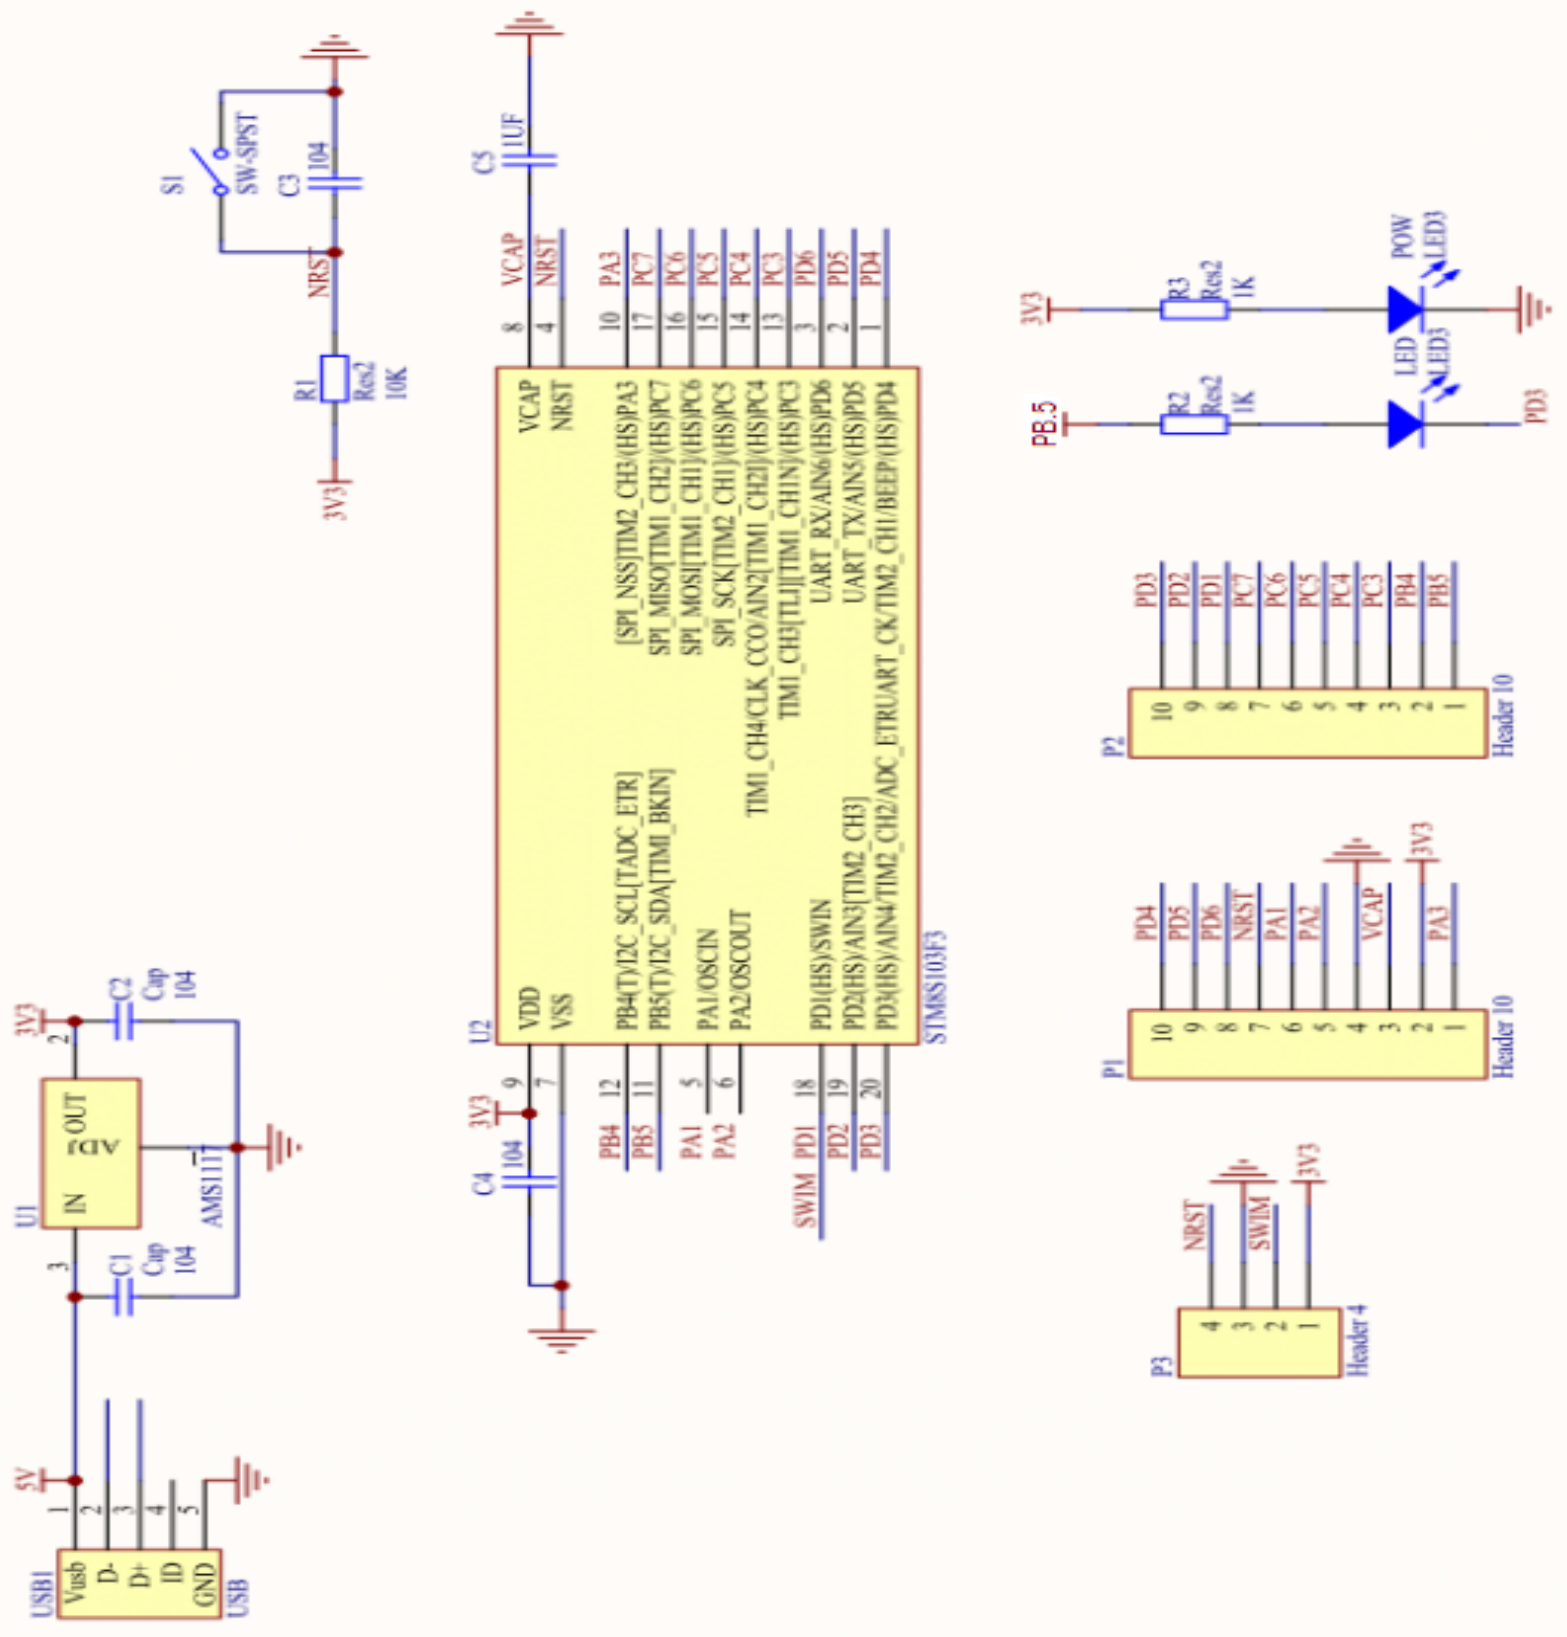 USB1
Vusb
D-
D+
ID
GND
USB
1
2
3
4
5
5V
U1
IN
OUT
3
2
1
AMS1117
C1
Cap
104
3V3
C2
Cap
104
3V3
R1
Res2
10K
NRST
C3
104
S1
SW-SPST
U2
STM8S103F3
VDD
VSS
PB4(T)/I2C_SCL[TADC_ETR]
PB5(T)/I2C_SDA[TIMI_BKIN]
PA1/OSCIN
PA2/OSCOUT
PD1(HS)/SWIN
PD2(HS)/AIN3[TIM2_CH3]
PD3(HS)/AIN4/TIM2_CH2/ADC_ETRUART_CK/TIM2_CH1/BEEP/(HS)PD4
VCAP
NRST
[SPI_NSS]TIM2_CH3/(HS)PA3
SPI_MISO[TIM1_CH2]/(HS)PC7
SPI_MOSI[TIM1_CH1]/(HS)PC6
SPI_SCK[TIM2_CH1]/(HS)PC5
TIM1_CH4/CLK_CCO/AIN2[TIM1_CH2I]/(HS)PC4
TIM1_CH3[TLI][TIM1_CH1N]/(HS)PC3
UART_RX/AIN6/(HS)PD6
UART_TX/AIN5/(HS)PD5
3V3
C4
104
9
7
PB4 12
PB5 11
PA1 5
PA2 6
SWIM PD1 18
PD2 19
PD3 20
8 VCAP
4 NRST
10 PA3
17 PC7
16 PC6
15 PC5
14 PC4
13 PC3
3 PD6
2 PD5
1 PD4
C5
1UF
P3
4 NRST
3
2 SWIM
1 3V3
Header 4
P1
10 PD4
9 PD5
8 PD6
7 NRST
6 PA1
5 PA2
4
3 VCAP
2 3V3
1 PA3
Header 10
P2
10 PD3
9 PD2
8 PD1
7 PC7
6 PC6
5 PC5
4 PC4
3 PC3
2 PB4
1 PB5
Header 10
PB.5
R2
Res2
1K
LED
LED3
PD3
3V3
R3
Res2
1K
POW
LED3